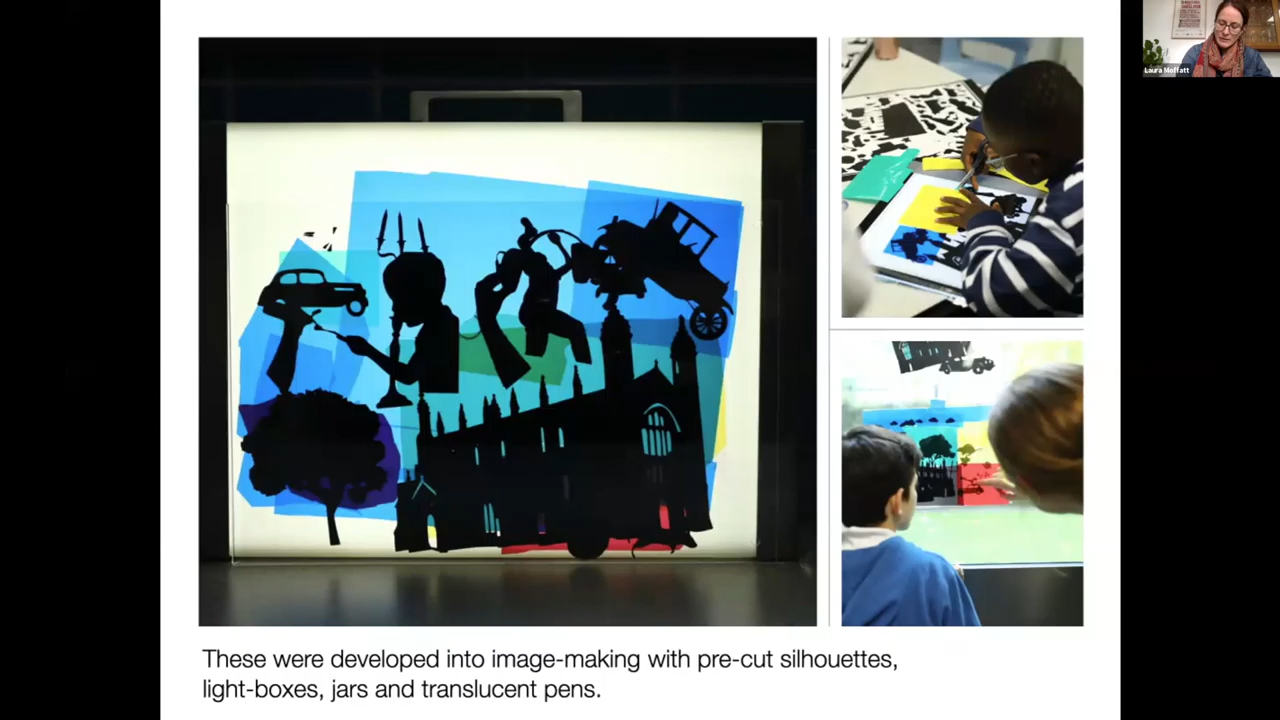 Laura Moffatt
These were developed into image-making with pre-cut silhouettes,
light-boxes, jars and translucent pens.